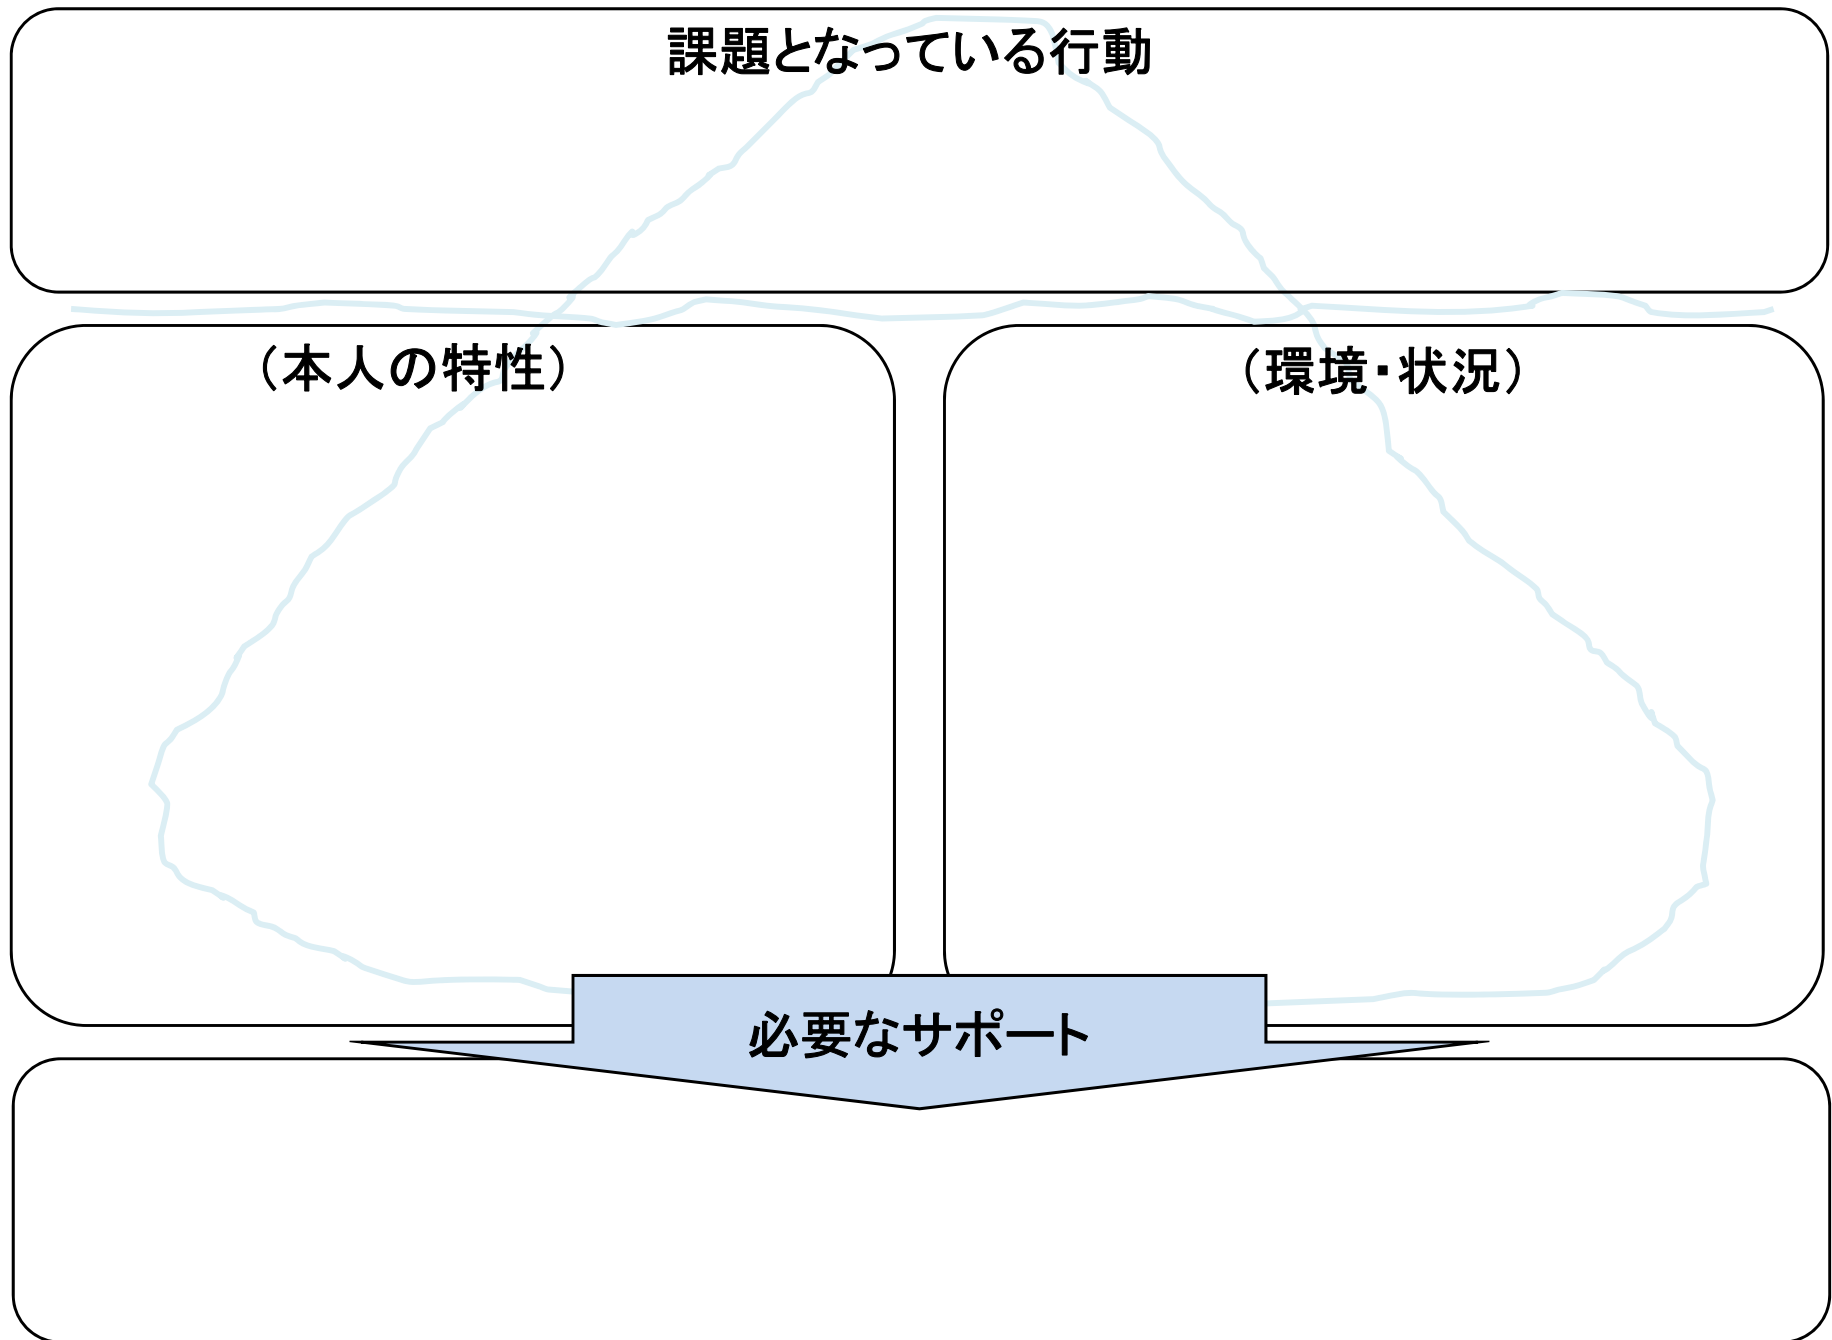 課題となっている行動
（本人の特性）
（環境・状況）
必要なサポート